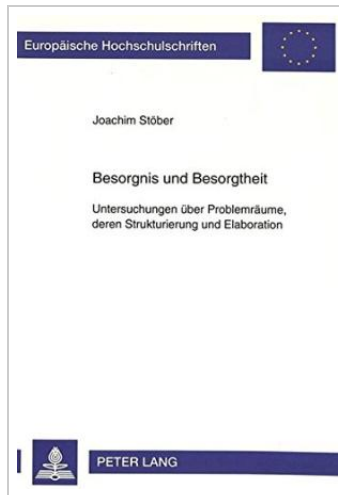 Europäische Hochschulschriften
Joachim Stöber
Besorgnis und Besorgtheit
Untersuchungen über Problemräume,
deren Strukturierung und Elaboration
PETER LANG